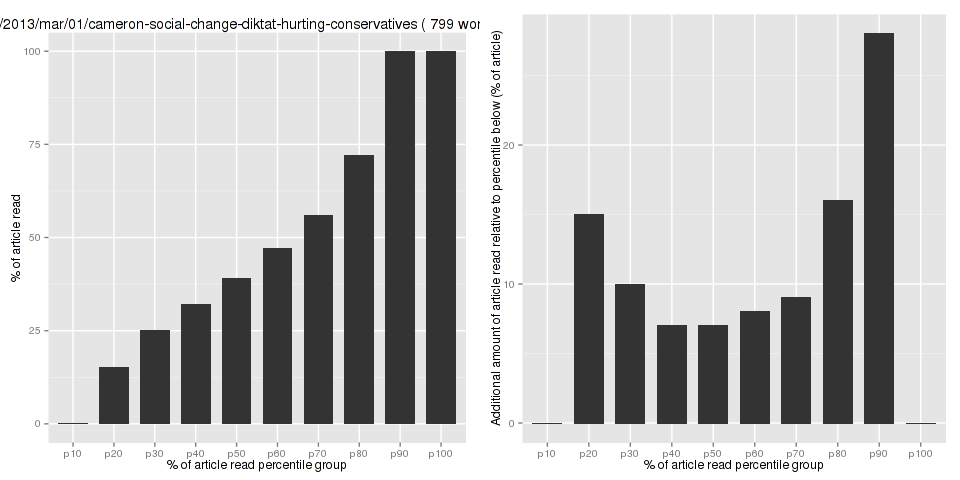 /2013/mar/01/cameron-social-change-diktat-hurting-conservatives ( 799 wor
% of article read
100
75
50
25
0
p10 p20 p30 p40 p50 p60 p70 p80 p90 p100
% of article read percentile group
Additional amount of article read relative to percentile below (% of article)
20
10
0
p10 p20 p30 p40 p50 p60 p70 p80 p90 p100
% of article read percentile group